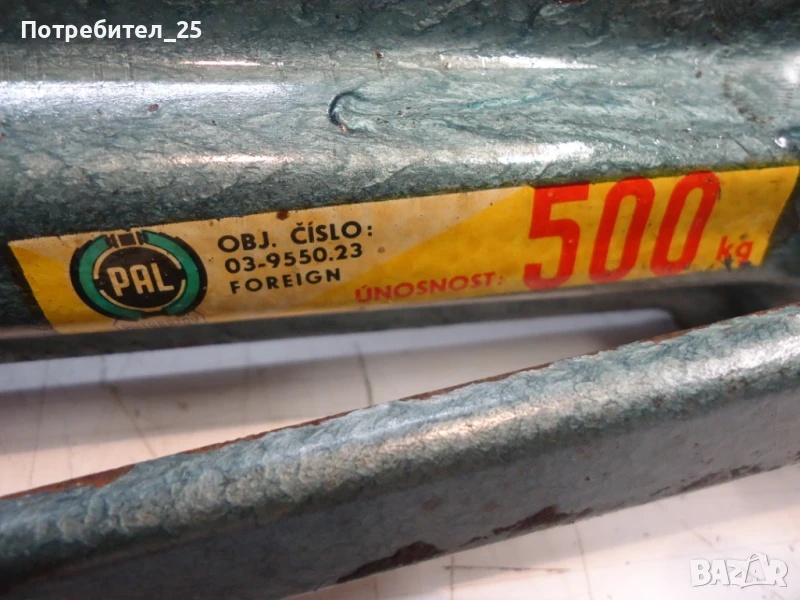 Потребител_25
PAL
OBJ. ČÍSLO:
03-9550.23
FOREIGN
ÚNOSNOST: 500 kg
BAZAR